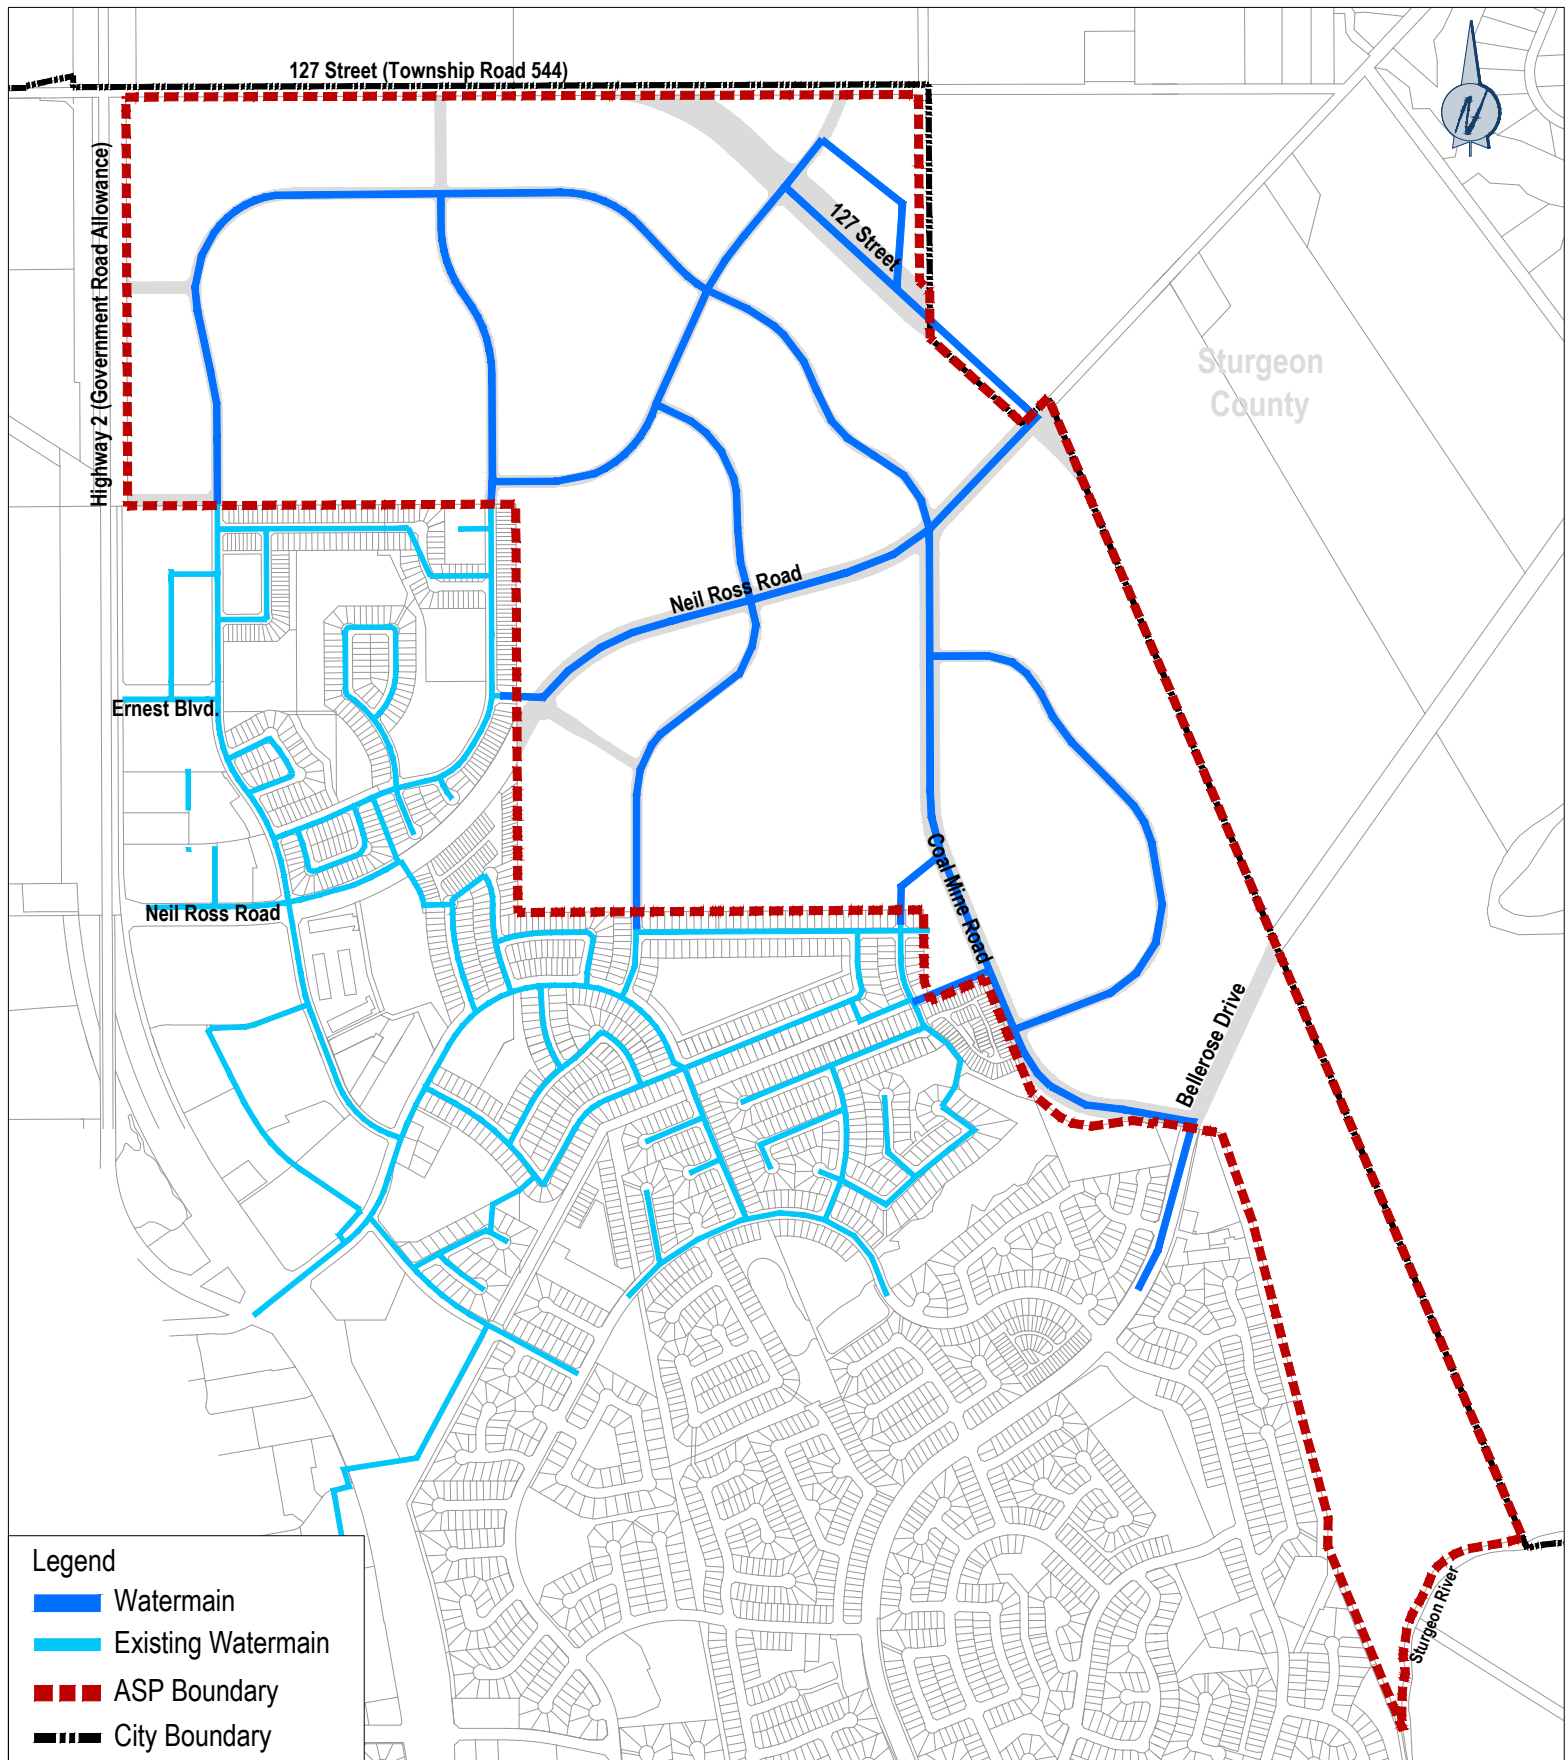 127 Street (Township Road 544)
N
Highway 2 (Government Road Allowance)
127 Street
Sturgeon
County
Neil Ross Road
Ernest Blvd.
Coal Mine Road
Neil Ross Road
Bellerose Drive
Sturgeon River
Legend
Watermain
Existing Watermain
ASP Boundary
City Boundary